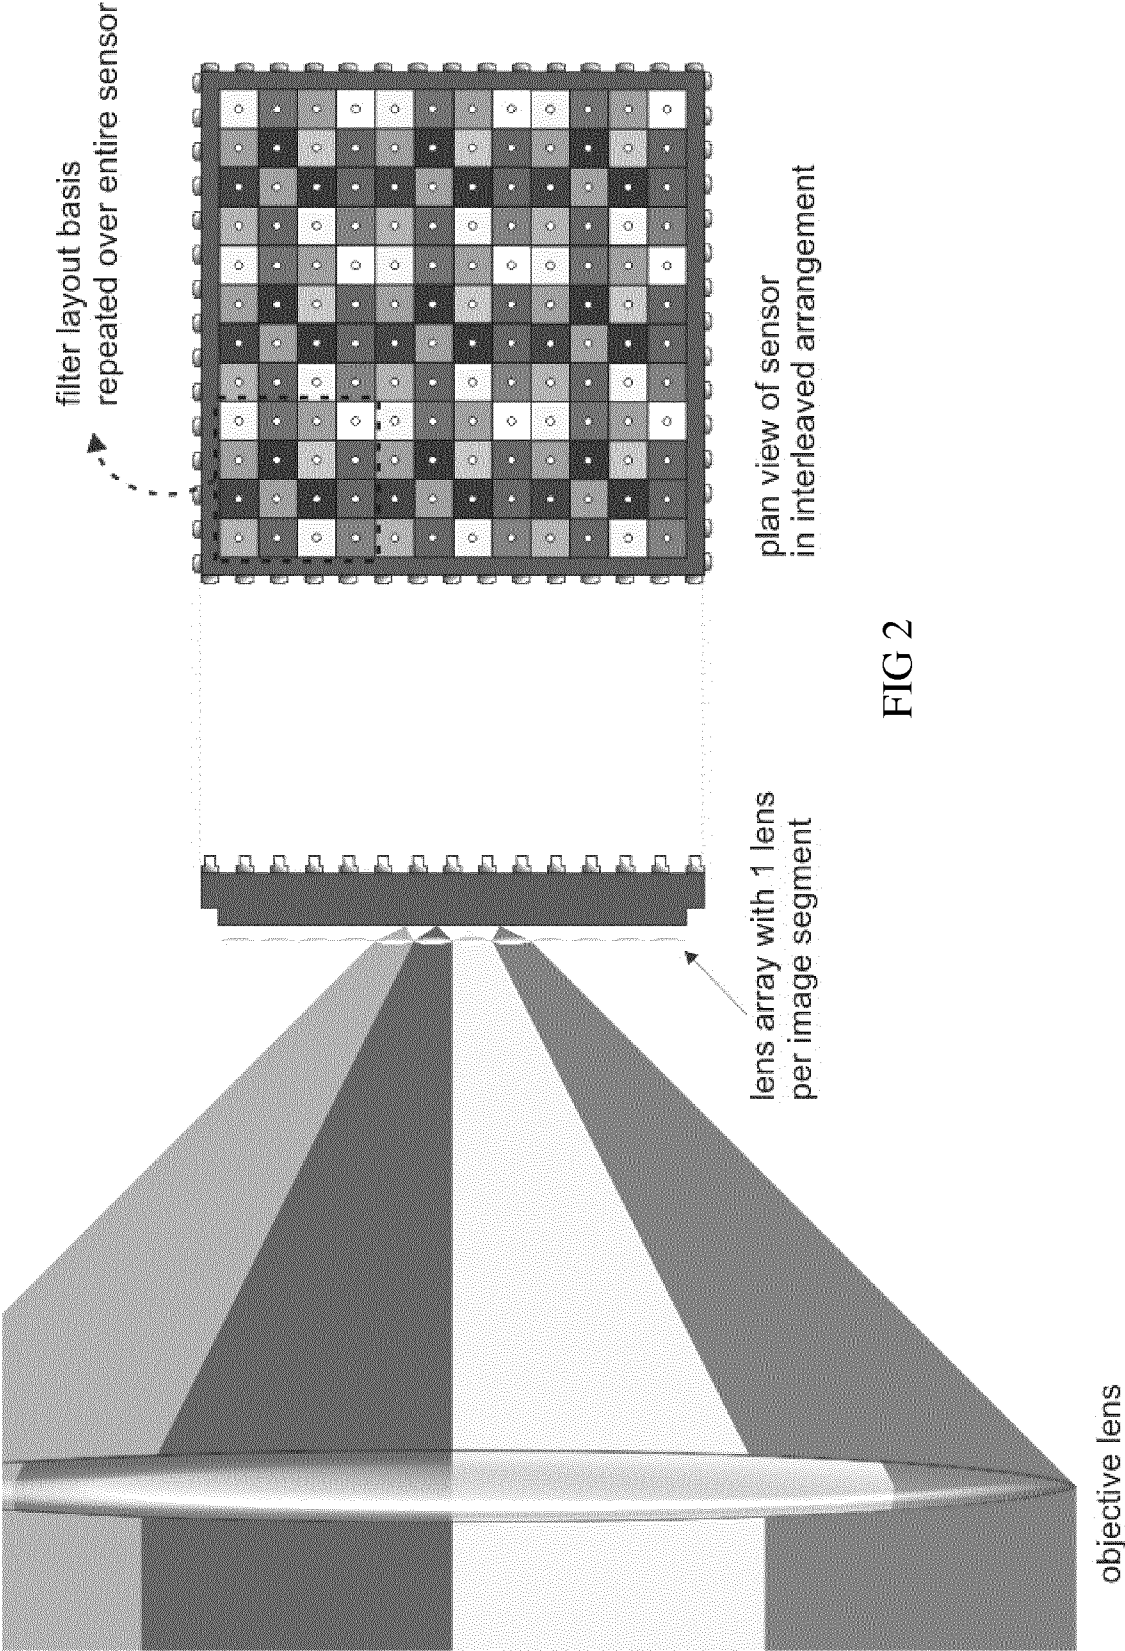 filter layout basis
repeated over entire sensor
plan view of sensor
in interleaved arrangement
FIG 2
lens array with 1 lens
per image segment
objective lens